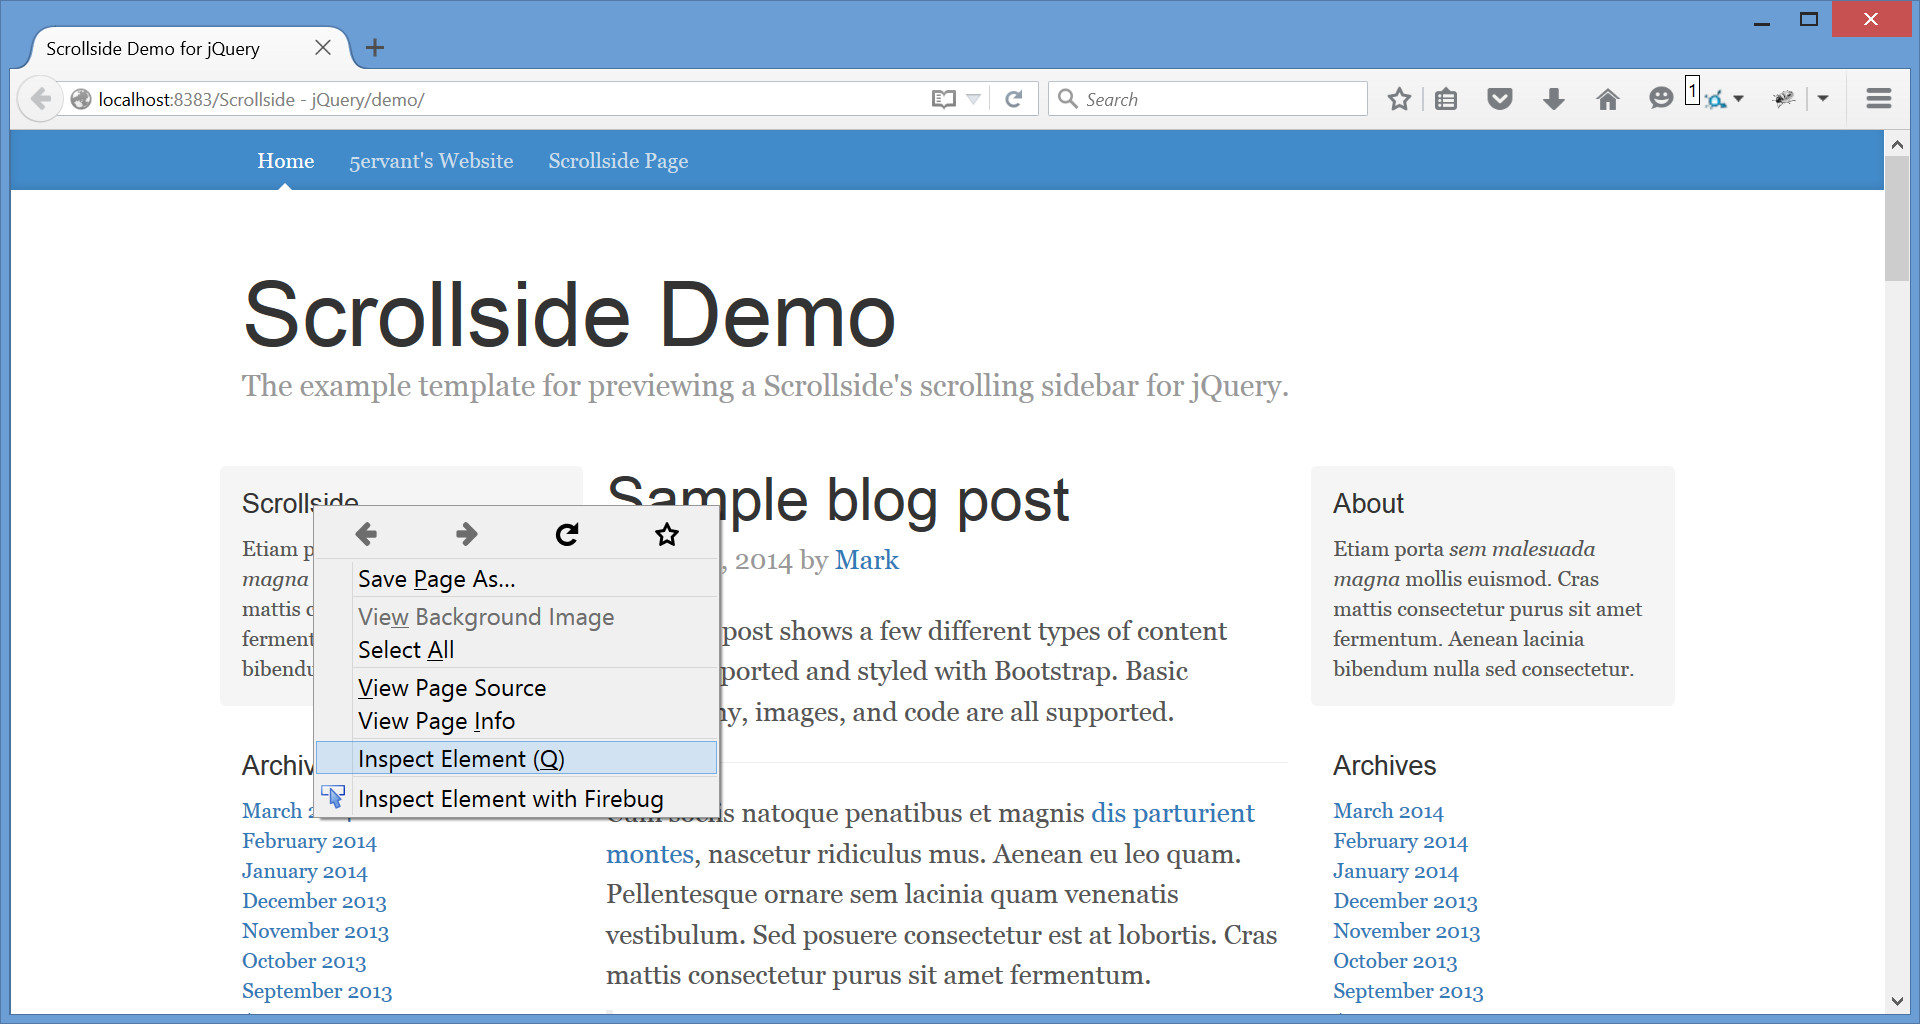 Scrollside Demo for jQuery
localhost:8383/Scrollside - jQuery/demo/
Search
1
Home 5ervant's Website Scrollside Page
Scrollside Demo
The example template for previewing a Scrollside's scrolling sidebar for jQuery.
Scrollside
Etiam p
magna
mattis c
ferment
bibendu
Archiv
March 2014
February 2014
January 2014
December 2013
November 2013
October 2013
September 2013
Save Page As...
View Background Image
Select All
View Page Source
View Page Info
Inspect Element (Q)
Inspect Element with Firebug
Sample blog post
, 2014 by Mark
post shows a few different types of content
ported and styled with Bootstrap. Basic
y, images, and code are all supported.
Cum sociis natoque penatibus et magnis dis parturient
montes, nascetur ridiculus mus. Aenean eu leo quam.
Pellentesque ornare sem lacinia quam venenatis
vestibulum. Sed posuere consectetur est at lobortis. Cras
mattis consectetur purus sit amet fermentum.
About
Etiam porta sem malesuada
magna mollis euismod. Cras
mattis consectetur purus sit amet
fermentum. Aenean lacinia
bibendum nulla sed consectetur.
Archives
March 2014
February 2014
January 2014
December 2013
November 2013
October 2013
September 2013